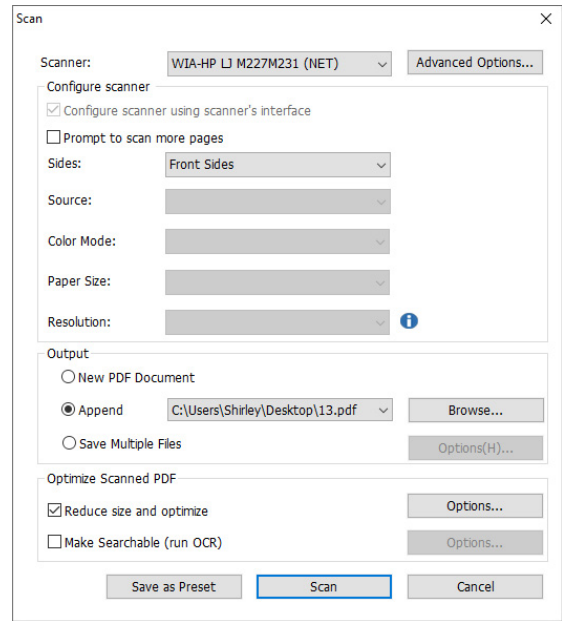 Scan
Scanner: WIA-HP LJ M227M231 (NET) Advanced Options...
Configure scanner
Configure scanner using scanner's interface
Prompt to scan more pages
Sides: Front Sides
Source:
Color Mode:
Paper Size:
Resolution:
Output
New PDF Document
Append C:\Users\Shirley\Desktop\13.pdf Browse...
Save Multiple Files Options(H)...
Optimize Scanned PDF
Reduce size and optimize Options...
Make Searchable (run OCR) Options...
Save as Preset Scan Cancel